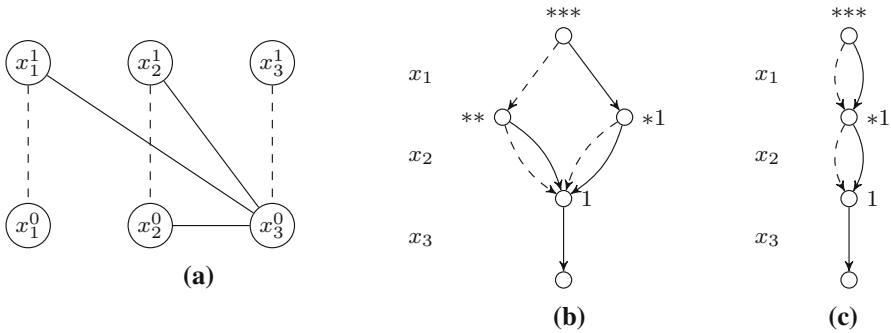 *** ***
x_1^1 x_2^1 x_3^1
x_1 x_1
** *1 *1
x_2 x_2
1 1
x_1^0 x_2^0 x_3^0
x_3 x_3
(a)
(b) (c)